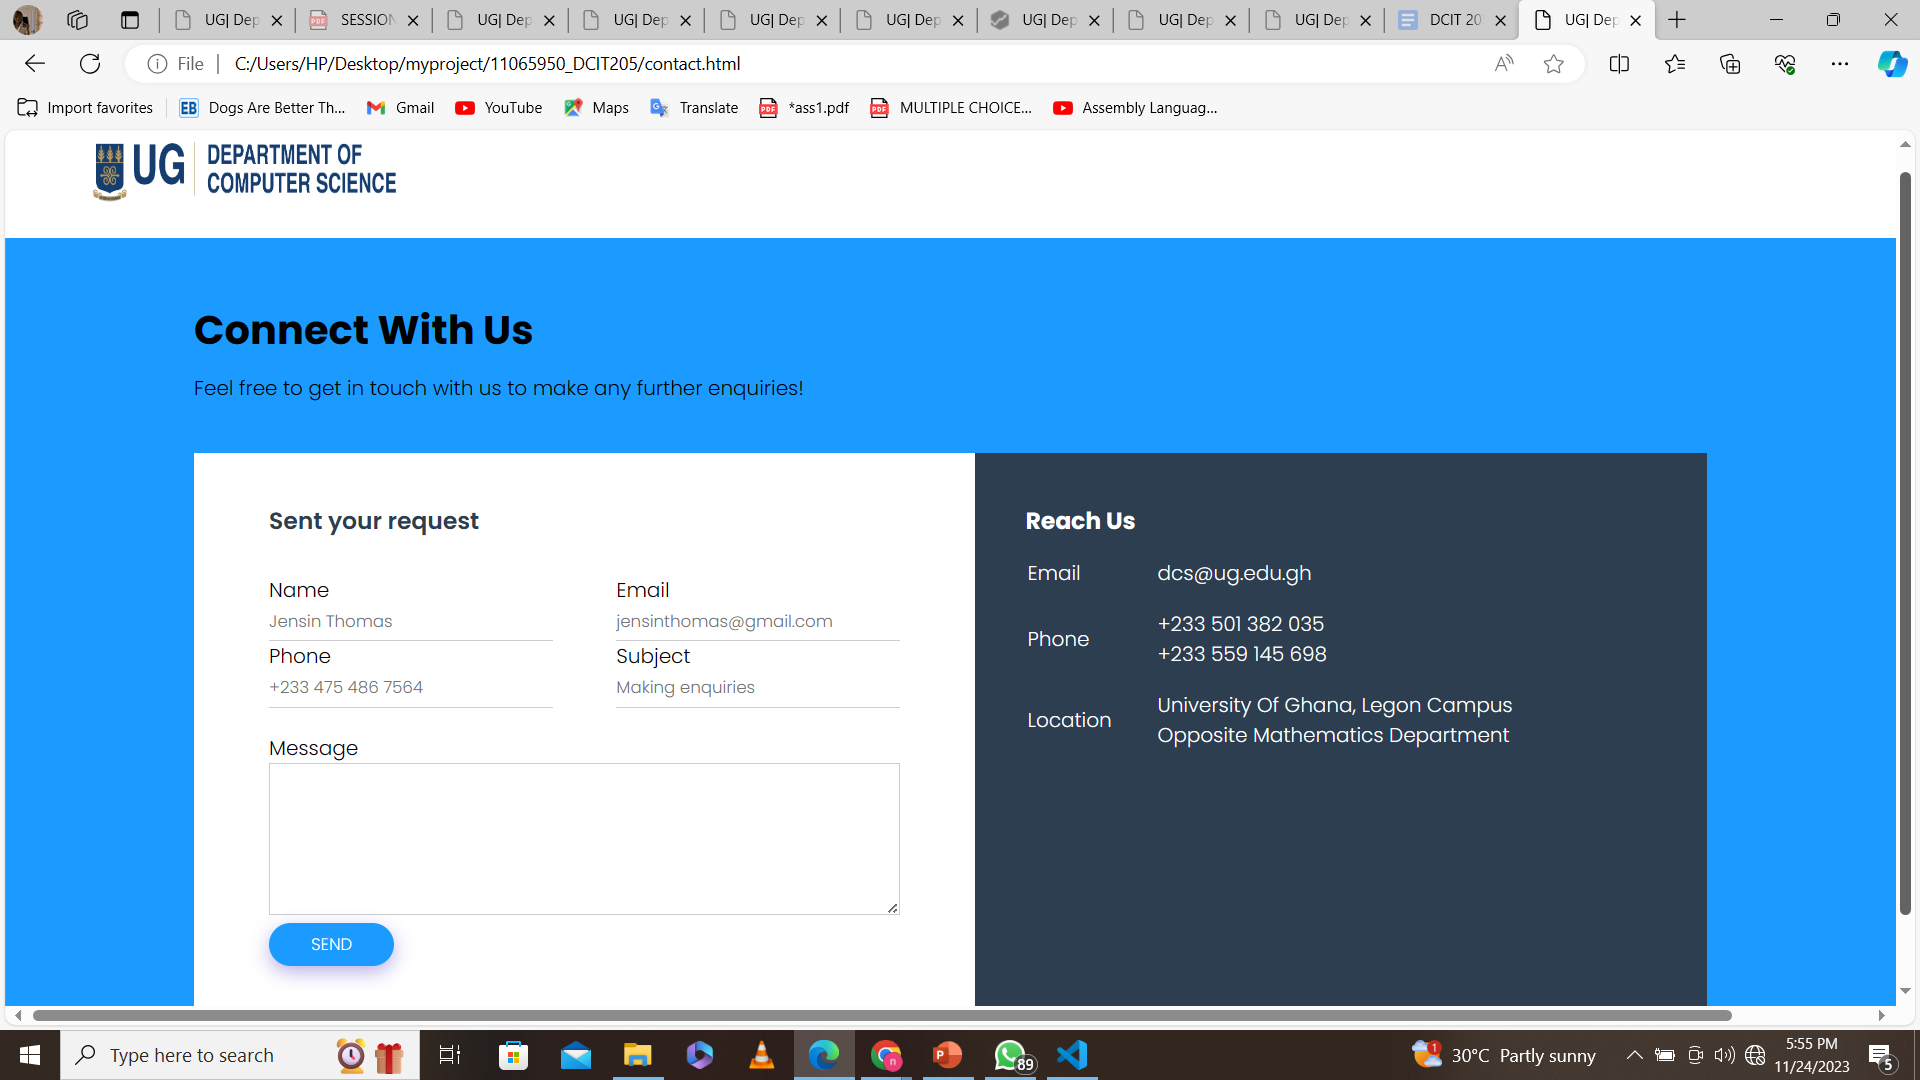 UG| Dep
SESSION
UG| Dep
UG| Dep
UG| Dep
UG| Dep
UG| Dep
UG| Dep
UG| Dep
DCIT 20
UG| Dep
File
C:/Users/HP/Desktop/myproject/11065950_DCIT205/contact.html
Import favorites
EB Dogs Are Better Th...
Gmail
YouTube
Maps
Translate
PDF *ass1.pdf
PDF MULTIPLE CHOICE...
Assembly Languag...
UG
DEPARTMENT OF
COMPUTER SCIENCE
Connect With Us
Feel free to get in touch with us to make any further enquiries!
Sent your request
Name
Jensin Thomas
Email
jensinthomas@gmail.com
Phone
+233 475 486 7564
Subject
Making enquiries
Message
SEND
Reach Us
Email dcs@ug.edu.gh
Phone
+233 501 382 035
+233 559 145 698
Location
University Of Ghana, Legon Campus
Opposite Mathematics Department
Type here to search
89
1
30°C Partly sunny
5:55 PM
11/24/2023
5